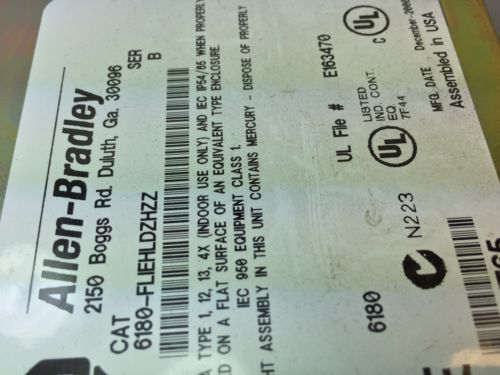 Allen-Bradley
2150 Boggs Rd. Duluth, Ga. 30096
CAT
SER
6180-FLEHLDZHZZ
B
A TYPE 1, 12, 13, 4X (INDOOR USE ONLY) AND IEC IP54/65 WHEN PROPERLY
ON A FLAT SURFACE OF AN EQUIVALENT TYPE ENCLOSURE.
IEC 950 EQUIPMENT CLASS 1.
HT ASSEMBLY IN THIS UNIT CONTAINS MERCURY - DISPOSE OF PROPERLY
UL File # E163470
UL
LISTED
IND. CONT.
EQ.
7F44
C UL
N223
MFG. DATE
Assembled in USA
6180